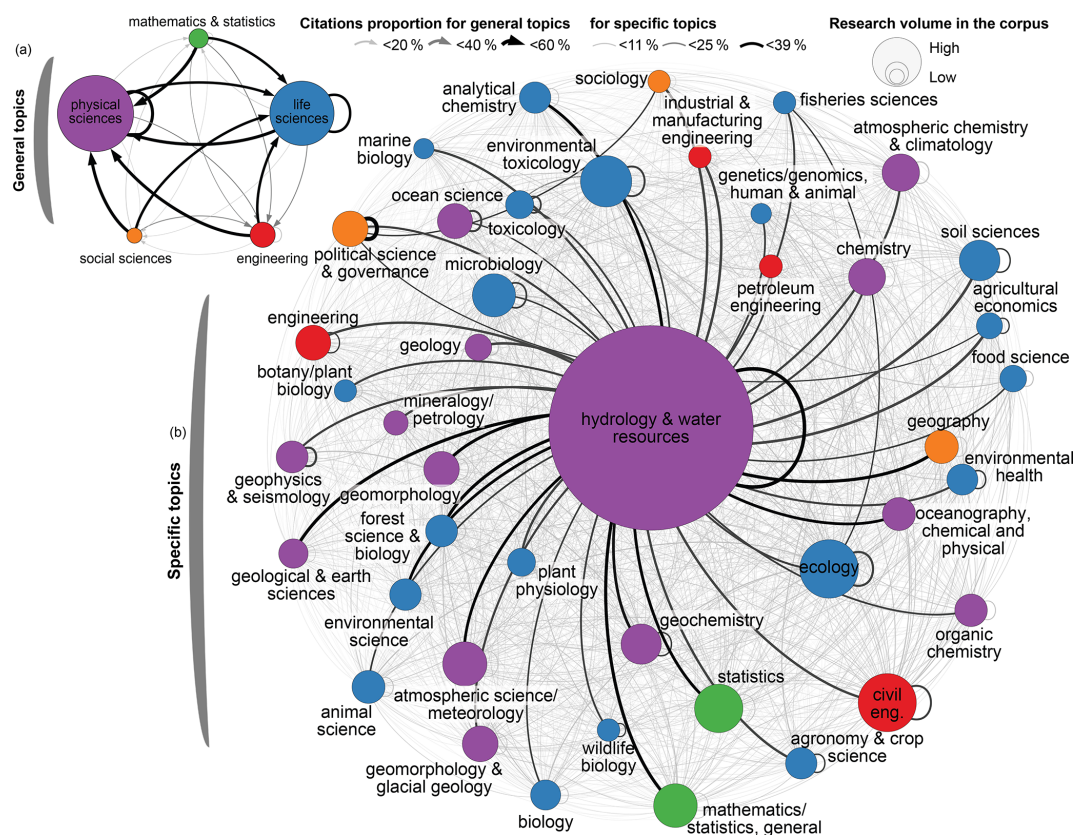 mathematics & statistics
Citations proportion for general topics
for specific topics
Research volume in the corpus
<20 %
<40 %
<60 %
<11 %
<25 %
<39 %
High
Low
(a)
General topics
physical
sciences
life
sciences
social sciences
engineering
(b)
Specific topics
analytical
chemistry
sociology
industrial &
manufacturing
engineering
fisheries sciences
atmospheric chemistry
& climatology
marine
biology
environmental
toxicology
genetics/genomics,
human & animal
ocean science
toxicology
political science
& governance
microbiology
chemistry
soil sciences
petroleum
engineering
agricultural
economics
engineering
geology
food science
botany/plant
biology
mineralogy/
petrology
hydrology & water
resources
geography
environmental
health
geophysics
& seismology
geomorphology
oceanography,
chemical and
physical
forest
science &
biology
geological & earth
sciences
plant
physiology
ecology
environmental
science
geochemistry
organic
chemistry
statistics
civil
eng.
animal
science
atmospheric science/
meteorology
wildlife
biology
agronomy & crop
science
geomorphology &
glacial geology
biology
mathematics/
statistics, general